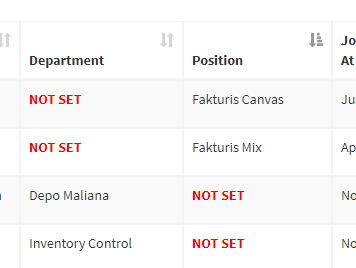 Department Position Jo
At
NOT SET Fakturis Canvas Ju
NOT SET Fakturis Mix Ap
Depo Maliana NOT SET No
Inventory Control NOT SET No